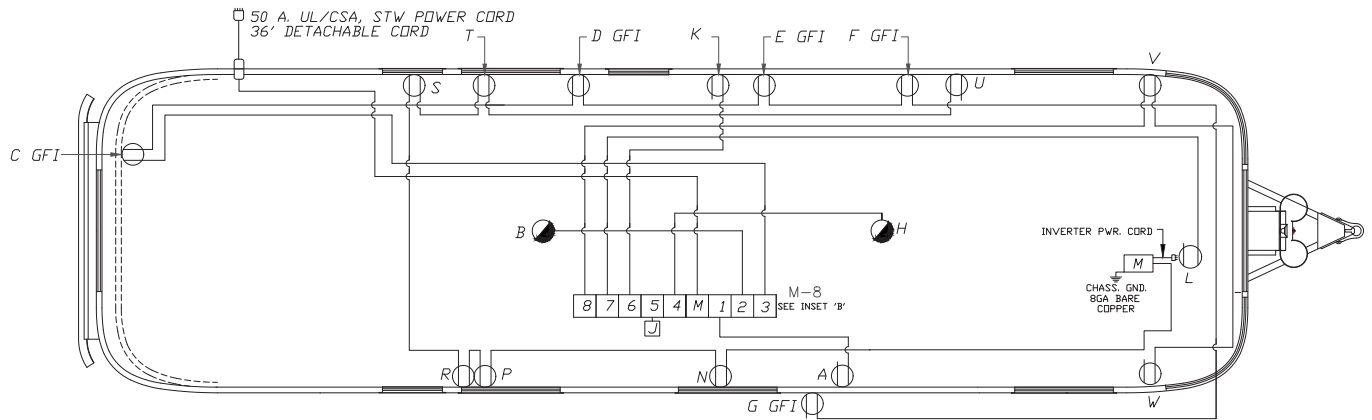 50 A. UL/CSA, STW POWER CORD
36' DETACHABLE CORD
T
D GFI
K
E GFI
F GFI
V
S
U
C GFI
B
H
INVERTER PWR. CORD
M
L
CHASS. GND.
8GA BARE
COPPER
8 7 6 5 4 M 1 2 3
M-8
SEE INSET 'B'
J
R
P
N
A
W
G GFI